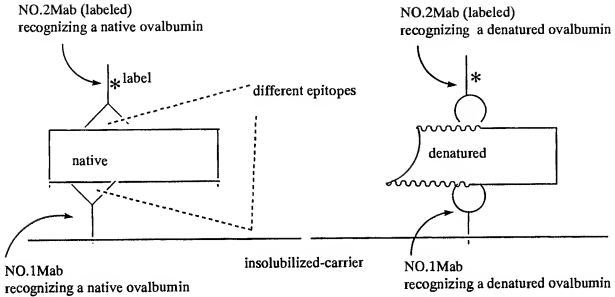 NO.2Mab (labeled)
recognizing a native ovalbumin
NO.2Mab (labeled)
recognizing a denatured ovalbumin
*label
*
different epitopes
native
denatured
insolubilized-carrier
NO.1Mab
recognizing a native ovalbumin
NO.1Mab
recognizing a denatured ovalbumin